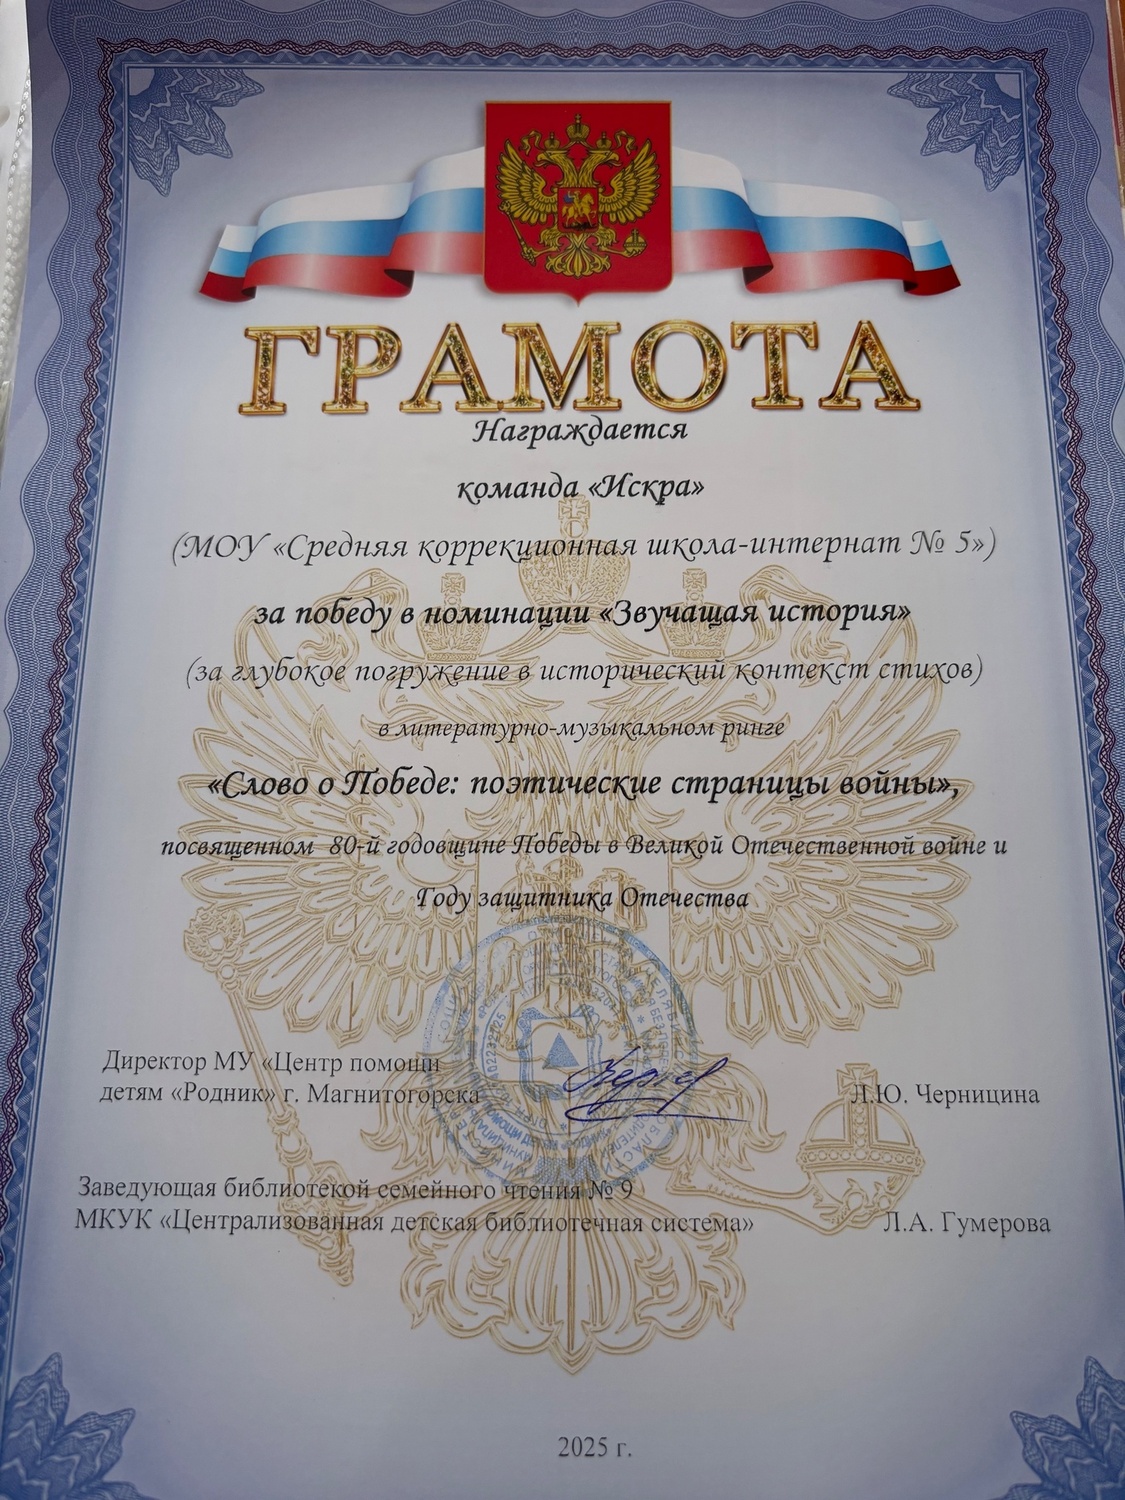 ГРАМОТА
Награждается
команда «Искра»
(МОУ «Средняя коррекционная школа-интернат № 5»)
за победу в номинации «Звучащая история»
(за глубокое погружение в исторический контекст стихов)
в литературно-музыкальном ринге
«Слово о Победе: поэтические страницы войны»,
посвященном 80-й годовщине Победы в Великой Отечественной войне и
Году защитника Отечества
Директор МУ «Центр помощи
детям «Родник» г. Магнитогорска Л.Ю. Черницина
Заведующая библиотекой семейного чтения № 9
МКУК «Централизованная детская библиотечная система» Л.А. Гумерова
2025 г.